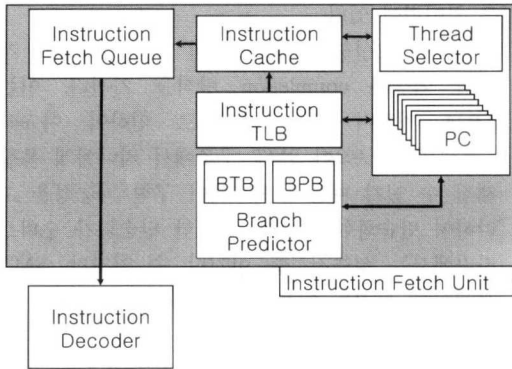 Instruction
Fetch Queue
Instruction
Cache
Thread
Selector
Instruction
TLB
PC
BTB
BPB
Branch
Predictor
Instruction Fetch Unit
Instruction
Decoder